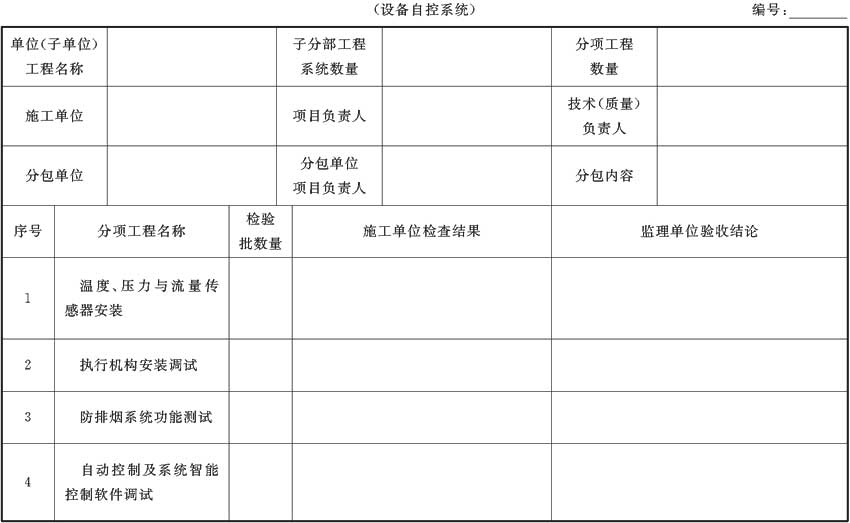 （设备自控系统）
编号：
单位（子单位）
工程名称
子分部工程
系统数量
分项工程
数量
施工单位
项目负责人
技术（质量）
负责人
分包单位
分包单位
项目负责人
分包内容
序号
分项工程名称
检验
批数量
施工单位检查结果
监理单位验收结论
1
温度、压力与流量传
感器安装
2
执行机构安装调试
3
防排烟系统功能测试
4
自动控制及系统智能
控制软件调试